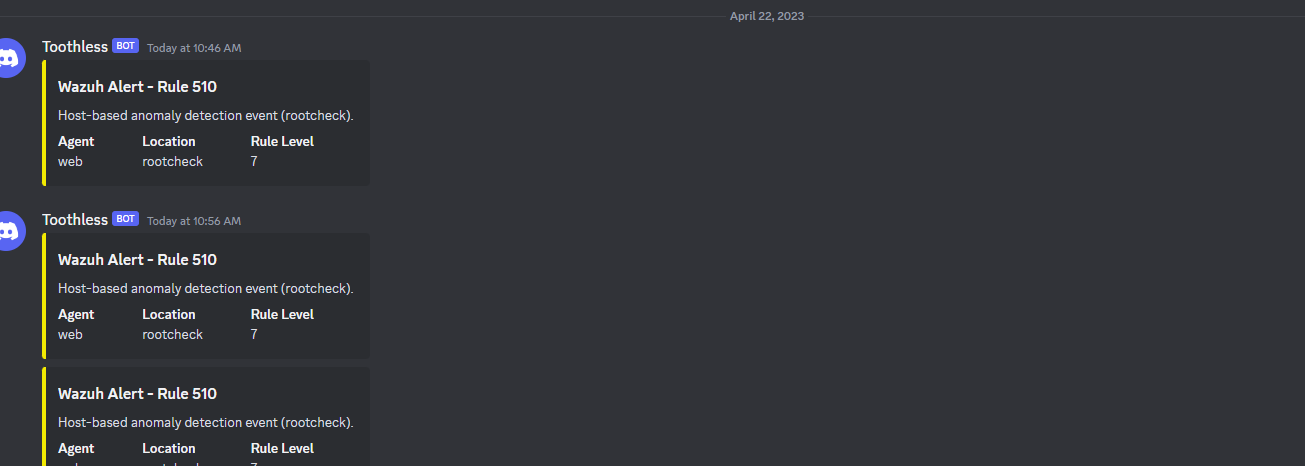 April 22, 2023
Toothless BOT Today at 10:46 AM
Wazuh Alert - Rule 510
Host-based anomaly detection event (rootcheck).
Agent Location Rule Level
web rootcheck 7
Toothless BOT Today at 10:56 AM
Wazuh Alert - Rule 510
Host-based anomaly detection event (rootcheck).
Agent Location Rule Level
web rootcheck 7
Wazuh Alert - Rule 510
Host-based anomaly detection event (rootcheck).
Agent Location Rule Level